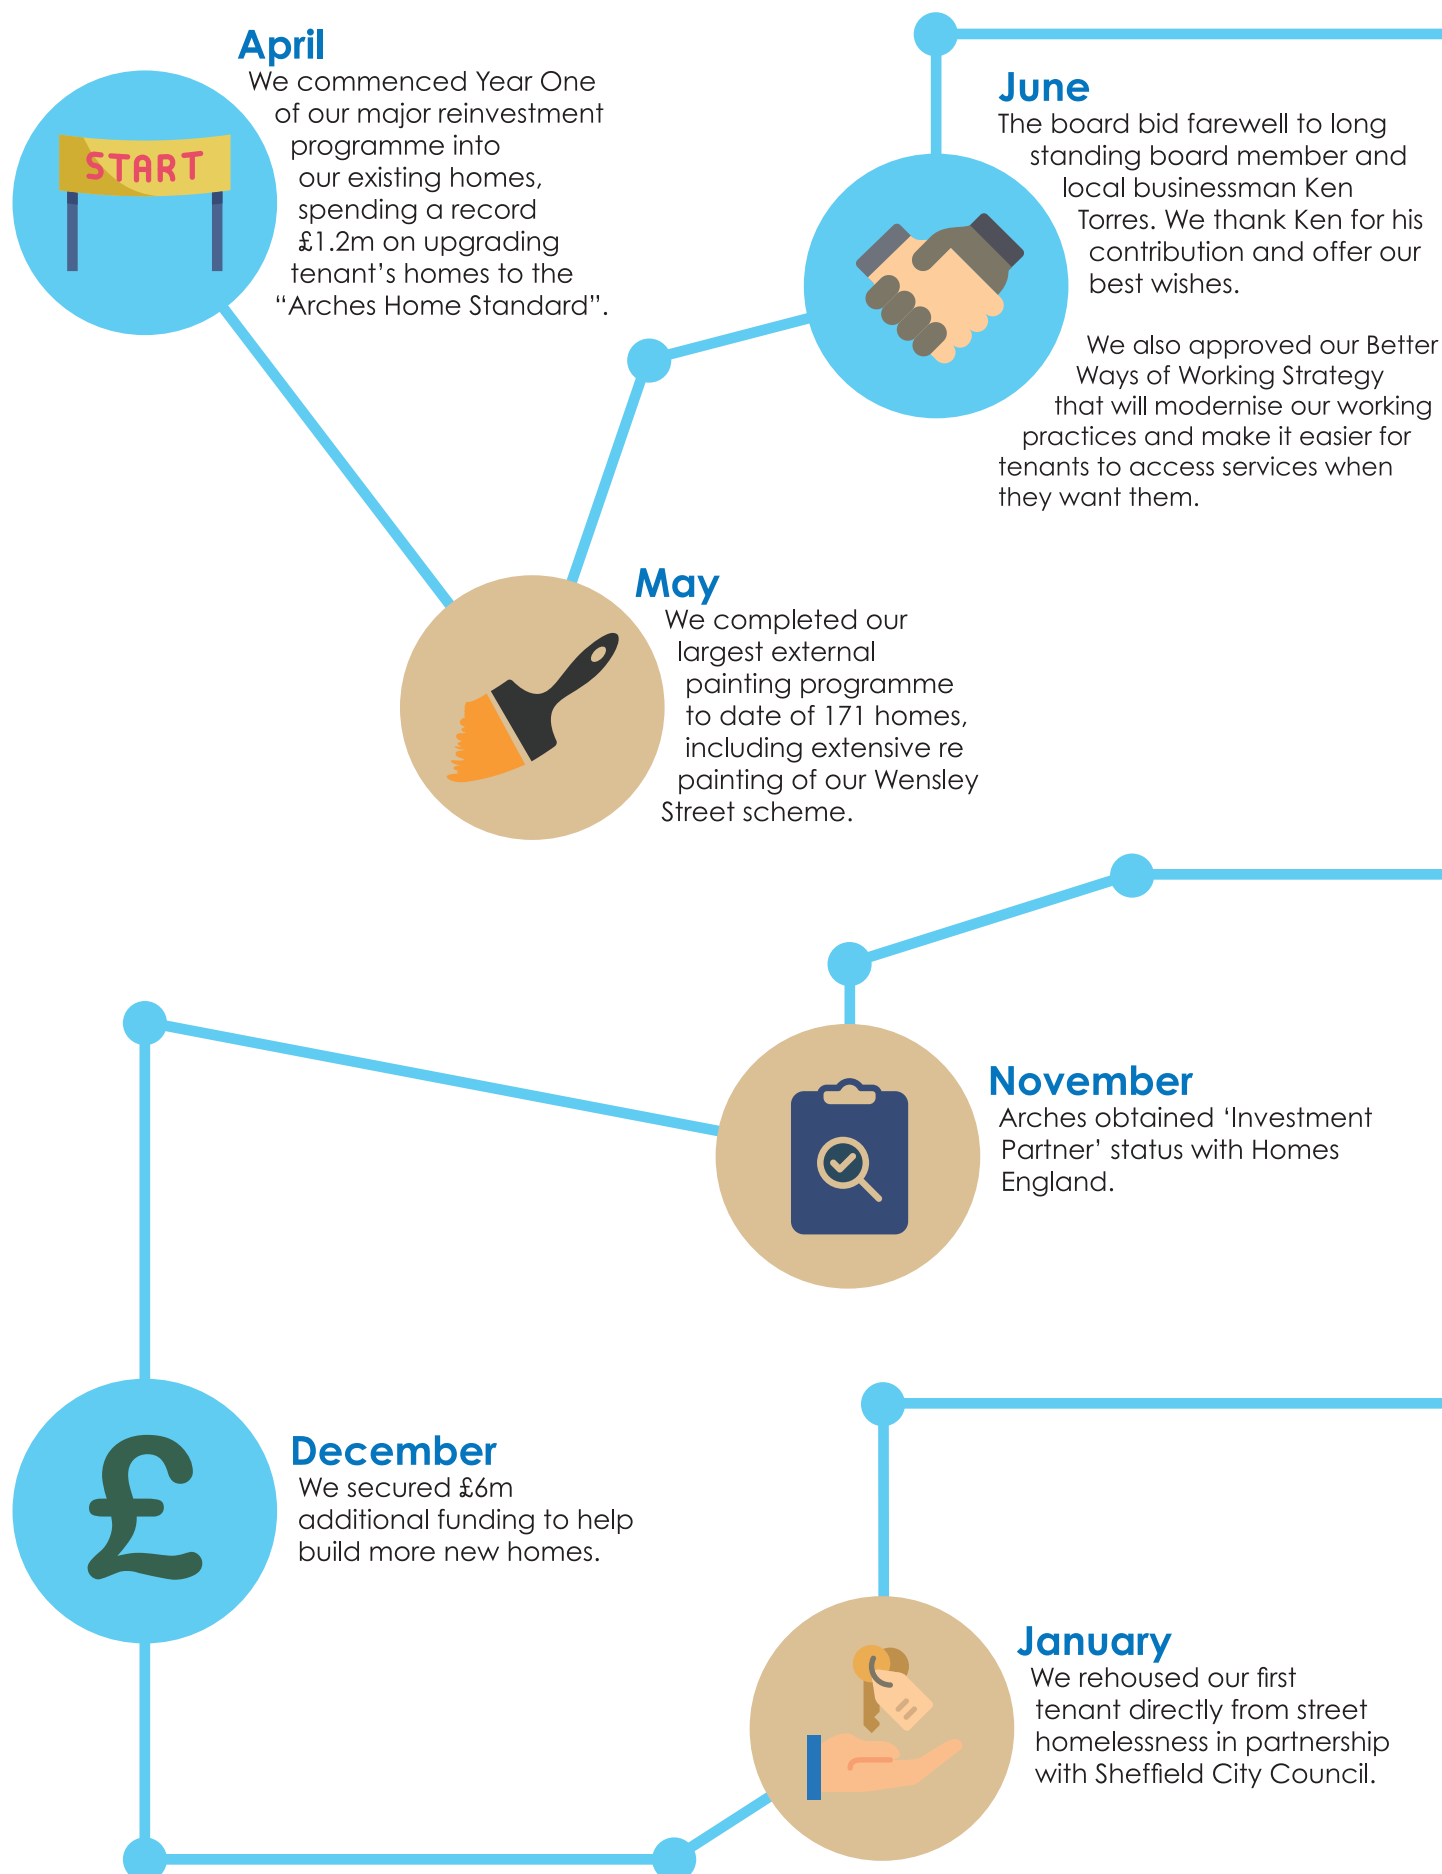 April
We commenced Year One
of our major reinvestment
programme into
our existing homes,
spending a record
£1.2m on upgrading
tenant’s homes to the
“Arches Home Standard”.
START
June
The board bid farewell to long
standing board member and
local businessman Ken
Torres. We thank Ken for his
contribution and offer our
best wishes.
We also approved our Better
Ways of Working Strategy
that will modernise our working
practices and make it easier for
tenants to access services when
they want them.
May
We completed our
largest external
painting programme
to date of 171 homes,
including extensive re
painting of our Wensley
Street scheme.
November
Arches obtained ‘Investment
Partner’ status with Homes
England.
December
We secured £6m
additional funding to help
build more new homes.
£
January
We rehoused our first
tenant directly from street
homelessness in partnership
with Sheffield City Council.